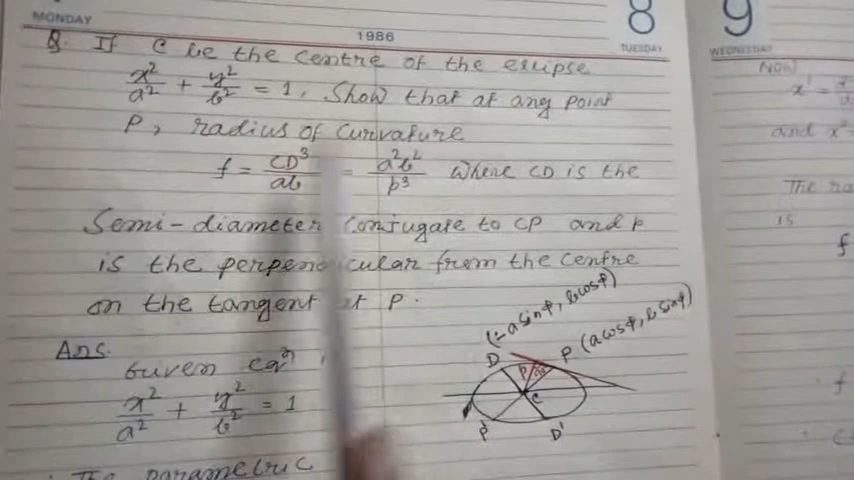 MONDAY
1986
8
TUESDAY
9
WEDNESDAY
Q. If C be the centre of the ellipse
x²/a² + y²/b² = 1, Show that at any point
P, radius of curvature
f = CD³/ab = a²b²/p³ where CD is the
Semi-diameter conjugate to CP and p
is the perpendicular from the centre
on the tangent at P.
(-a sinφ, b cosφ)
P (a cosφ, b sinφ)
D
P
C
P'
D'
Ans.
Given eqⁿ
x²/a² + y²/b² = 1
The parametric
Now
x' =
and x²
The ra
is
f
f